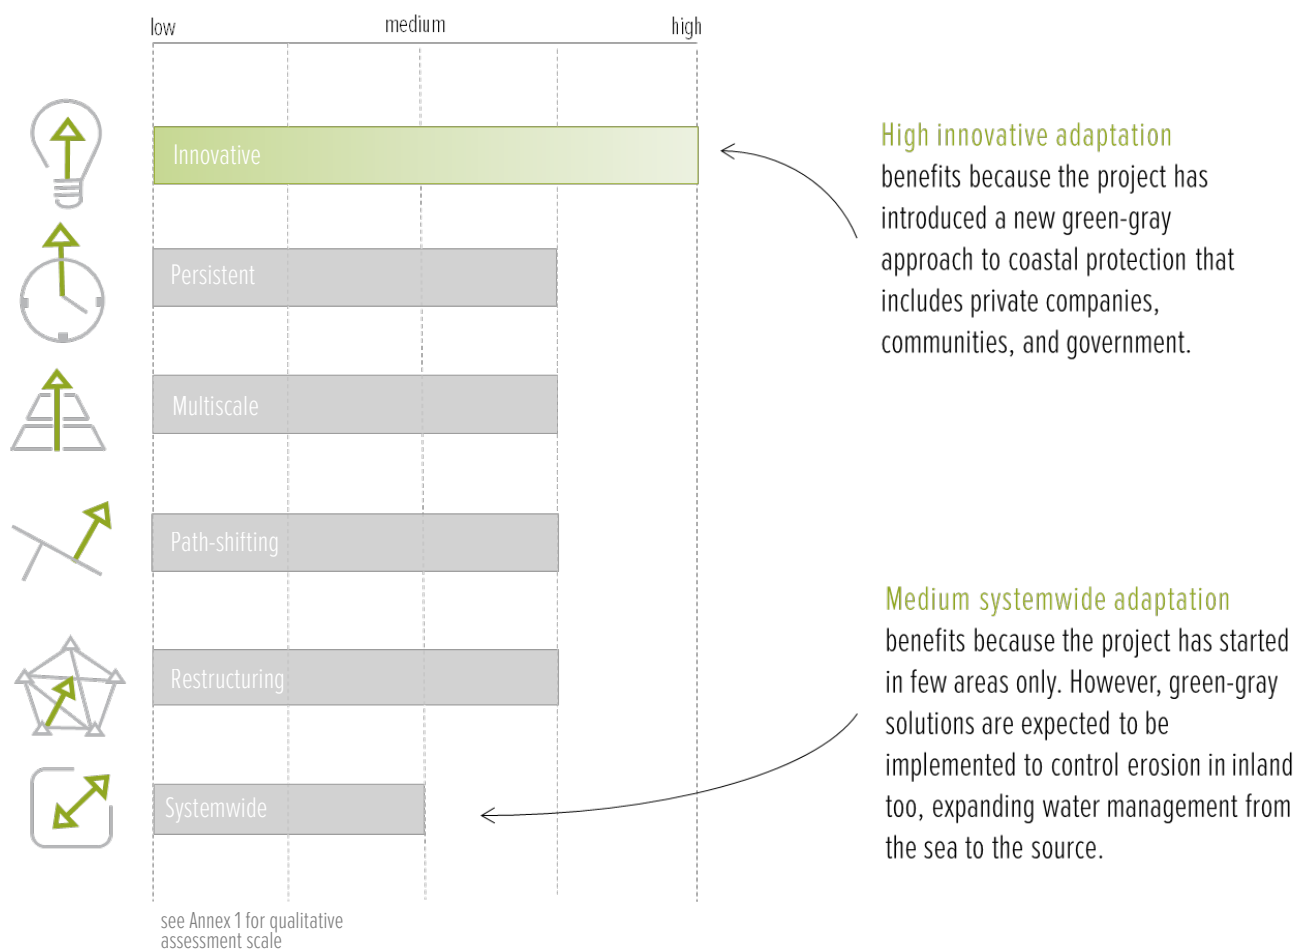 low medium high
Innovative
Persistent
Multiscale
Path-shifting
Restructuring
Systemwide
see Annex 1 for qualitative
assessment scale
High innovative adaptation
benefits because the project has
introduced a new green-gray
approach to coastal protection that
includes private companies,
communities, and government.
Medium systemwide adaptation
benefits because the project has started
in few areas only. However, green-gray
solutions are expected to be
implemented to control erosion in inland
too, expanding water management from
the sea to the source.